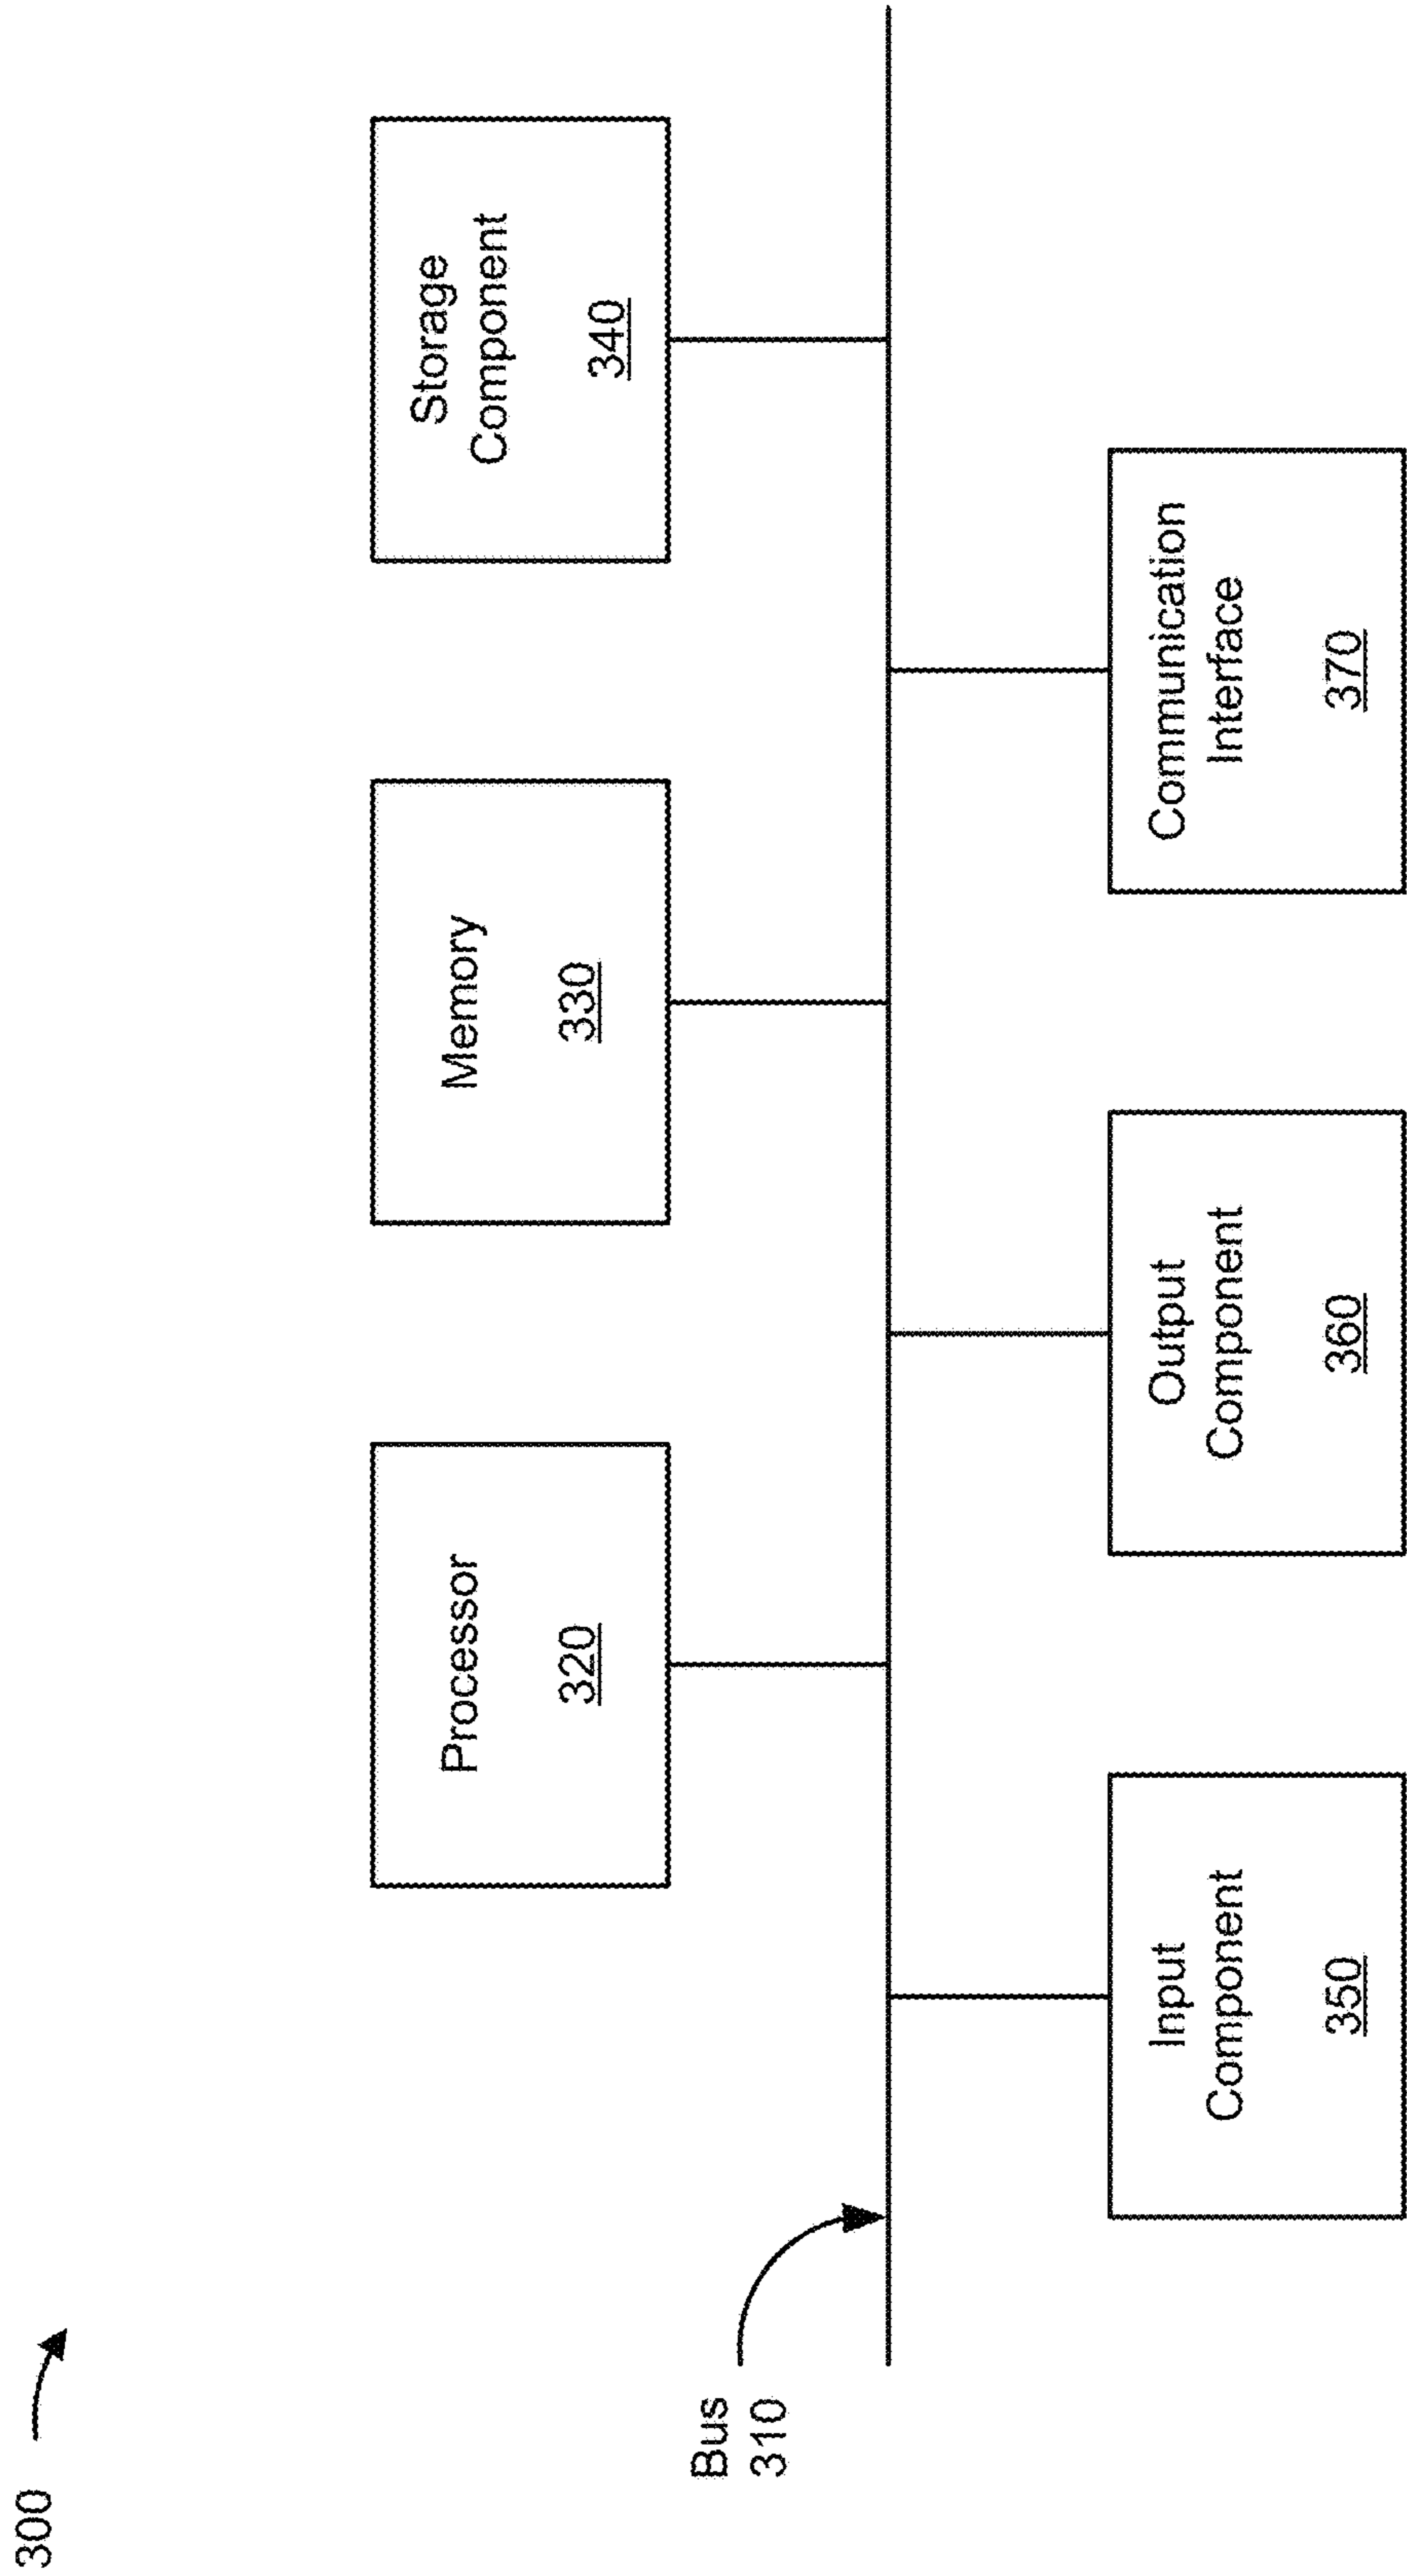 300
Processor
320
Memory
330
Storage
Component
340
Bus
310
Input
Component
350
Output
Component
360
Communication
Interface
370